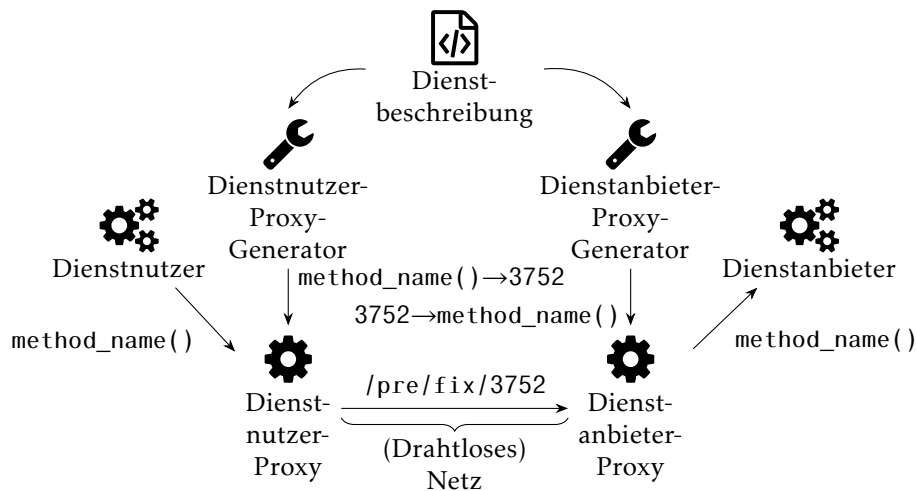 </>
Dienst-
beschreibung
Dienstnutzer-
Proxy-
Generator
Dienstanbieter-
Proxy-
Generator
Dienstnutzer
Dienstanbieter
method_name()→3752
3752→method_name()
method_name()
method_name()
/pre/fix/3752
Dienst-
nutzer-
Proxy
(Drahtloses)
Netz
Dienst-
anbieter-
Proxy